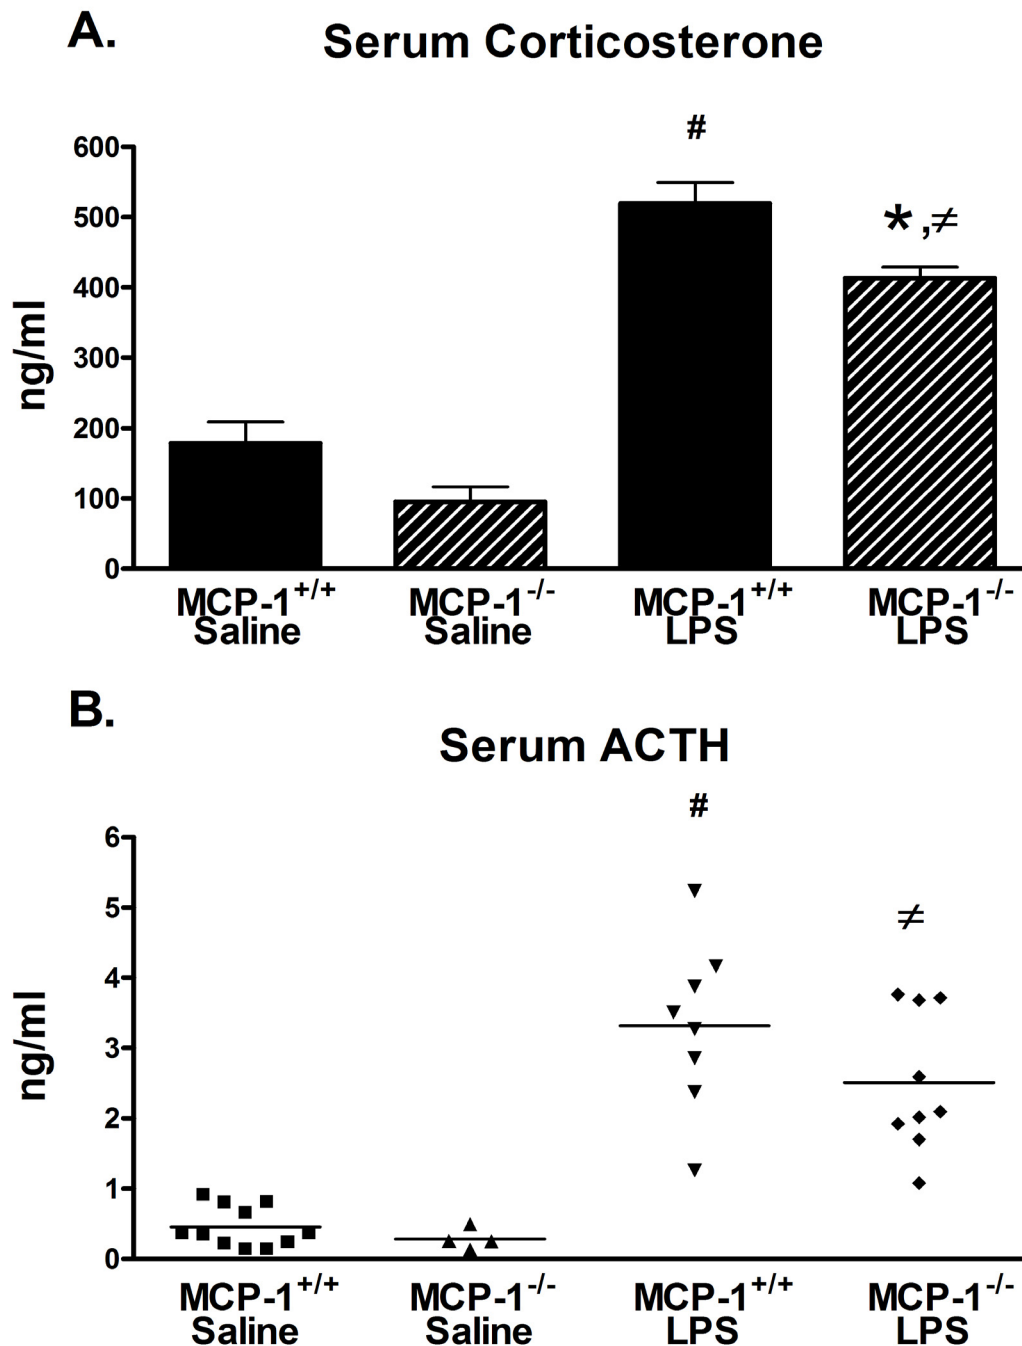 A.
Serum Corticosterone
#
*,≠
600
500
400
300
200
100
0
ng/ml
MCP-1+/+ MCP-1-/- MCP-1+/+ MCP-1-/-
Saline Saline LPS LPS
B.
Serum ACTH
#
≠
6
5
4
3
2
1
0
ng/ml
MCP-1+/+ MCP-1-/- MCP-1+/+ MCP-1-/-
Saline Saline LPS LPS